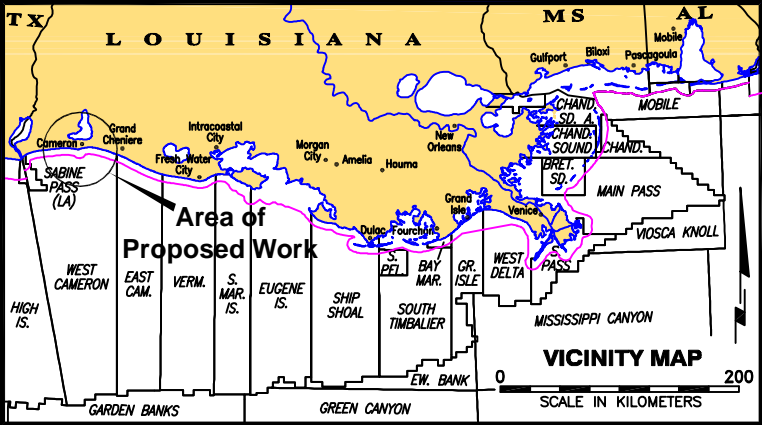 TX
LOUISIANA
MS
AL
Mobile
Gulfport
Biloxi
Pascagoula
CHAND.
SD. A.
MOBILE
CHAND.
SOUND
CHAND.
BRET.
SD.
MAIN PASS
VIOSCA KNOLL
Cameron
Grand
Cheniere
Intracoastal
City
Fresh Water
City
Morgan
City
Amelia
Houma
New
Orleans
Grand
Isle
Venice
Dulac
Fourchon
SABINE
PASS
(LA)
Area of
Proposed Work
HIGH
IS.
WEST
CAMERON
EAST
CAM.
VERM.
S.
MAR.
IS.
EUGENE
IS.
SHIP
SHOAL
S.
PEL.
BAY
MAR.
SOUTH
TIMBALIER
GR.
ISLE
WEST
DELTA
S.
PASS
MISSISSIPPI CANYON
EW. BANK
GARDEN BANKS
GREEN CANYON
VICINITY MAP
0
200
SCALE IN KILOMETERS